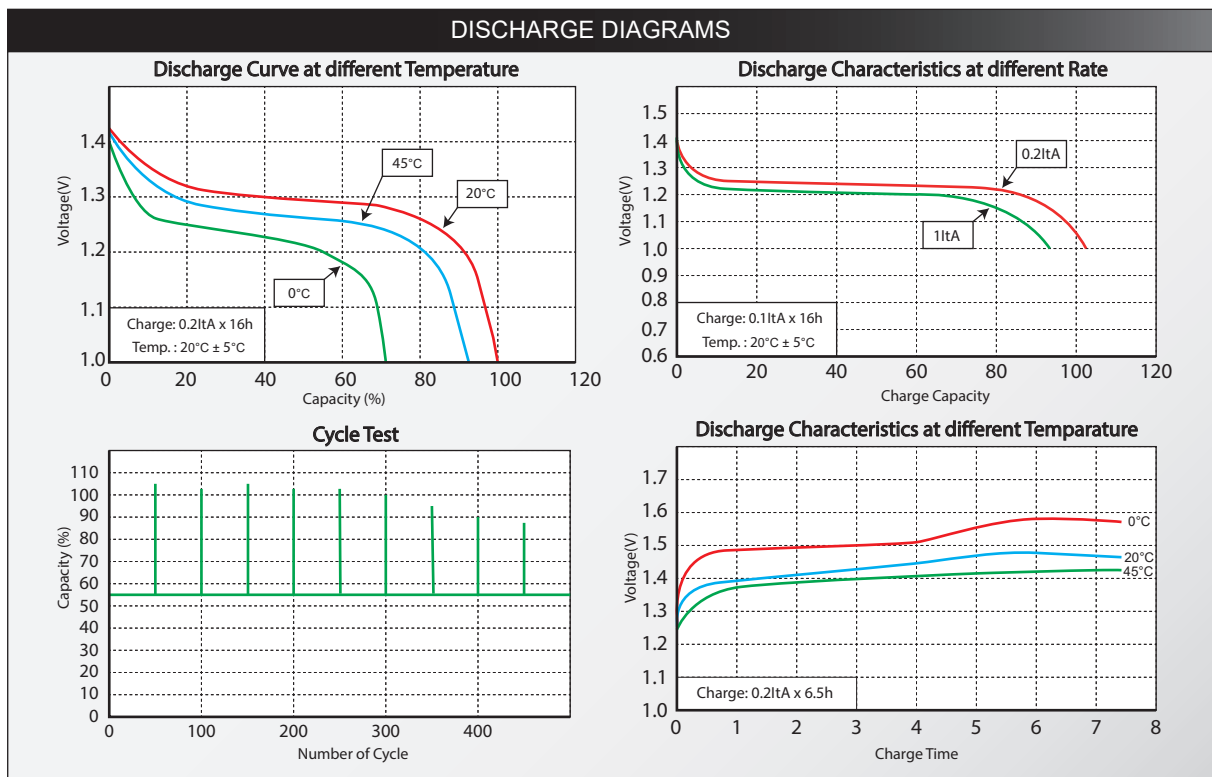 DISCHARGE DIAGRAMS
Discharge Curve at different Temperature
Voltage(V)
1.4
1.3
1.2
1.1
1.0
45°C
20°C
0°C
Charge: 0.2ItA x 16h
Temp. : 20°C ± 5°C
0 20 40 60 80 100 120
Capacity (%)
Discharge Characteristics at different Rate
Voltage(V)
1.5
1.4
1.3
1.2
1.1
1.0
0.9
0.8
0.7
0.6
0.2ItA
1ItA
Charge: 0.1ItA x 16h
Temp. : 20°C ± 5°C
0 20 40 60 80 100 120
Charge Capacity
Cycle Test
Capacity (%)
110
100
90
80
70
60
50
40
30
20
10
0
0 100 200 300 400
Number of Cycle
Discharge Characteristics at different Temparature
Voltage(V)
1.7
1.6
1.5
1.4
1.3
1.2
1.0
0°C
20°C
45°C
Charge: 0.2ItA x 6.5h
0 1 2 3 4 5 6 7 8
Charge Time